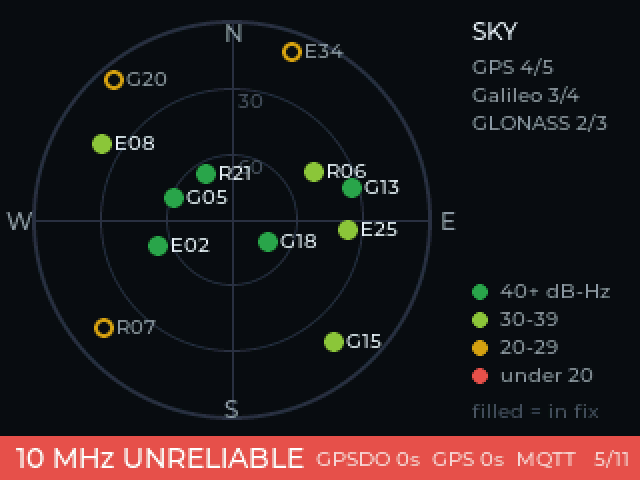 N
SKY
E34
GPS 4/5
G20
Galileo 3/4
30
GLONASS 2/3
E08
60
R21
R06
G13
G05
W
E
E25
E02
G18
40+ dB-Hz
30-39
R07
G15
20-29
under 20
S
filled = in fix
10 MHz UNRELIABLE GPSDO 0s GPS 0s MQTT 5/11